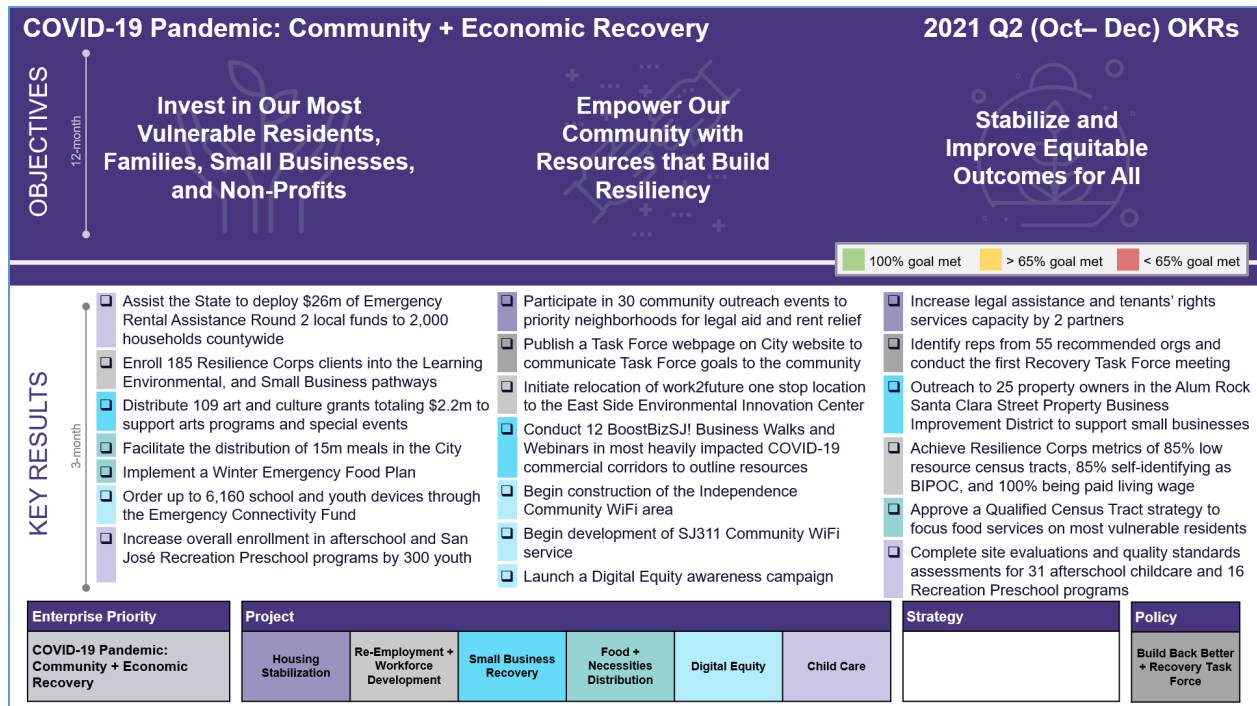 COVID-19 Pandemic: Community + Economic Recovery
2021 Q2 (Oct– Dec) OKRs
OBJECTIVES
12-month
Invest in Our Most
Vulnerable Residents,
Families, Small Businesses,
and Non-Profits
Empower Our
Community with
Resources that Build
Resiliency
Stabilize and
Improve Equitable
Outcomes for All
100% goal met
> 65% goal met
< 65% goal met
KEY RESULTS
3-month
Assist the State to deploy $26m of Emergency
Rental Assistance Round 2 local funds to 2,000
households countywide
Enroll 185 Resilience Corps clients into the Learning
Environmental, and Small Business pathways
Distribute 109 art and culture grants totaling $2.2m to
support arts programs and special events
Facilitate the distribution of 15m meals in the City
Implement a Winter Emergency Food Plan
Order up to 6,160 school and youth devices through
the Emergency Connectivity Fund
Increase overall enrollment in afterschool and San
José Recreation Preschool programs by 300 youth
Participate in 30 community outreach events to
priority neighborhoods for legal aid and rent relief
Publish a Task Force webpage on City website to
communicate Task Force goals to the community
Initiate relocation of work2future one stop location
to the East Side Environmental Innovation Center
Conduct 12 BoostBizSJ! Business Walks and
Webinars in most heavily impacted COVID-19
commercial corridors to outline resources
Begin construction of the Independence
Community WiFi area
Begin development of SJ311 Community WiFi
service
Launch a Digital Equity awareness campaign
Increase legal assistance and tenants’ rights
services capacity by 2 partners
Identify reps from 55 recommended orgs and
conduct the first Recovery Task Force meeting
Outreach to 25 property owners in the Alum Rock
Santa Clara Street Property Business
Improvement District to support small businesses
Achieve Resilience Corps metrics of 85% low
resource census tracts, 85% self-identifying as
BIPOC, and 100% being paid living wage
Approve a Qualified Census Tract strategy to
focus food services on most vulnerable residents
Complete site evaluations and quality standards
assessments for 31 afterschool childcare and 16
Recreation Preschool programs
Enterprise Priority
COVID-19 Pandemic:
Community + Economic
Recovery
Project
Housing
Stabilization
Re-Employment +
Workforce
Development
Small Business
Recovery
Food +
Necessities
Distribution
Digital Equity
Child Care
Strategy
Policy
Build Back Better
+ Recovery Task
Force